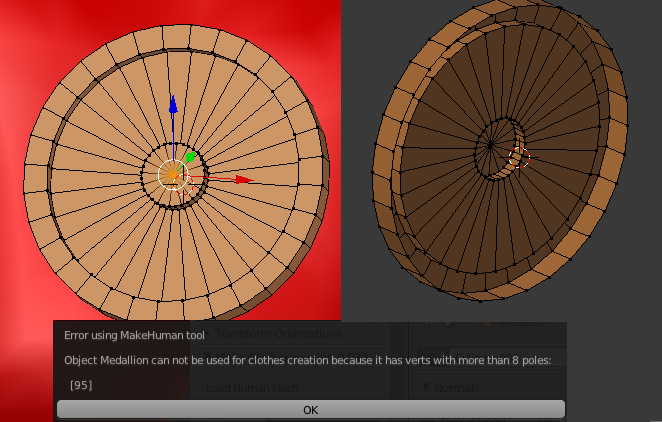 Error using MakeHuman tool
Transform Orientations
Object Medallion can not be used for clothes creation because it has verts with more than 8 poles:
[95]
Load Human Mesh
Normals
OK